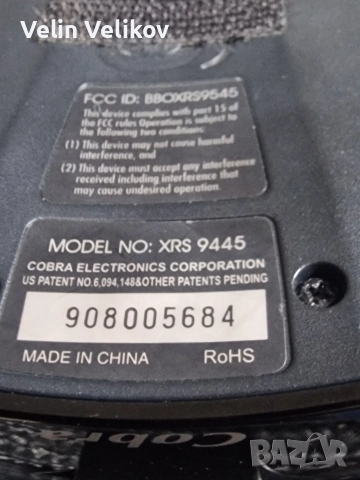 Velin Velikov
FCC ID: BBOXRS9545
This device complies with part 15 of
the FCC rules Operation is subject to
the following two conditions:
(1) This device may not cause harmful
interference, and
(2) This device must accept any interference
received including interference that
may cause undesired operation.
MODEL NO: XRS 9445
COBRA ELECTRONICS CORPORATION
US PATENT NO.6,094,148&OTHER PATENTS PENDING
908005684
MADE IN CHINA RoHS
Cobra
BAZAR